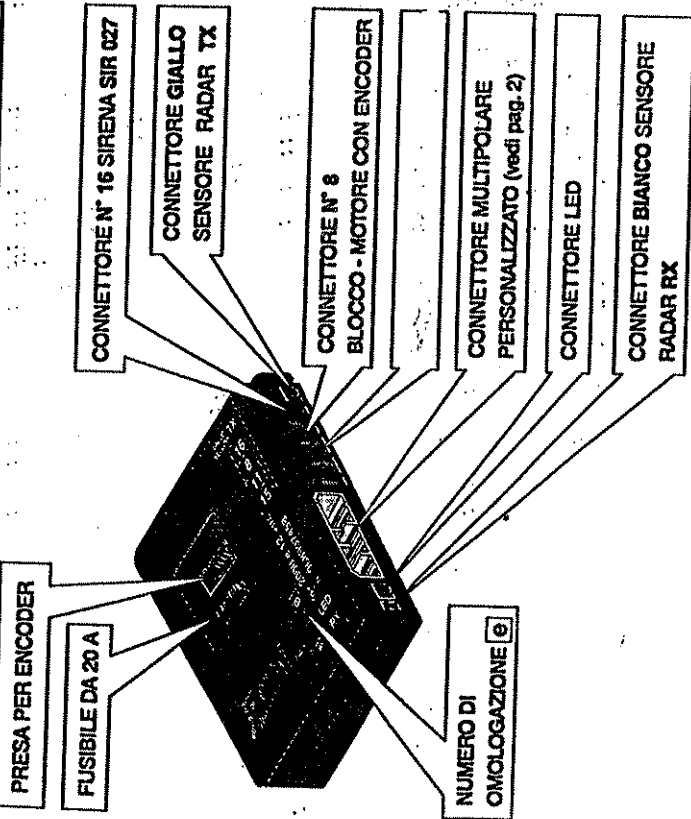 PRESA PER ENCODER
FUSIBILE DA 20 A
NUMERO DI
OMOLOGAZIONE e
CONNETTORE N° 16 SIRENA SIR 027
CONNETTORE GIALLO
SENSORE RADAR TX
CONNETTORE N° 8
BLOCCO - MOTORE CON ENCODER
CONNETTORE MULTIPOLARE
PERSONALIZZATO (vedi pag. 2)
CONNETTORE LED
CONNETTORE BIANCO SENSORE
RADAR RX
LED
RX